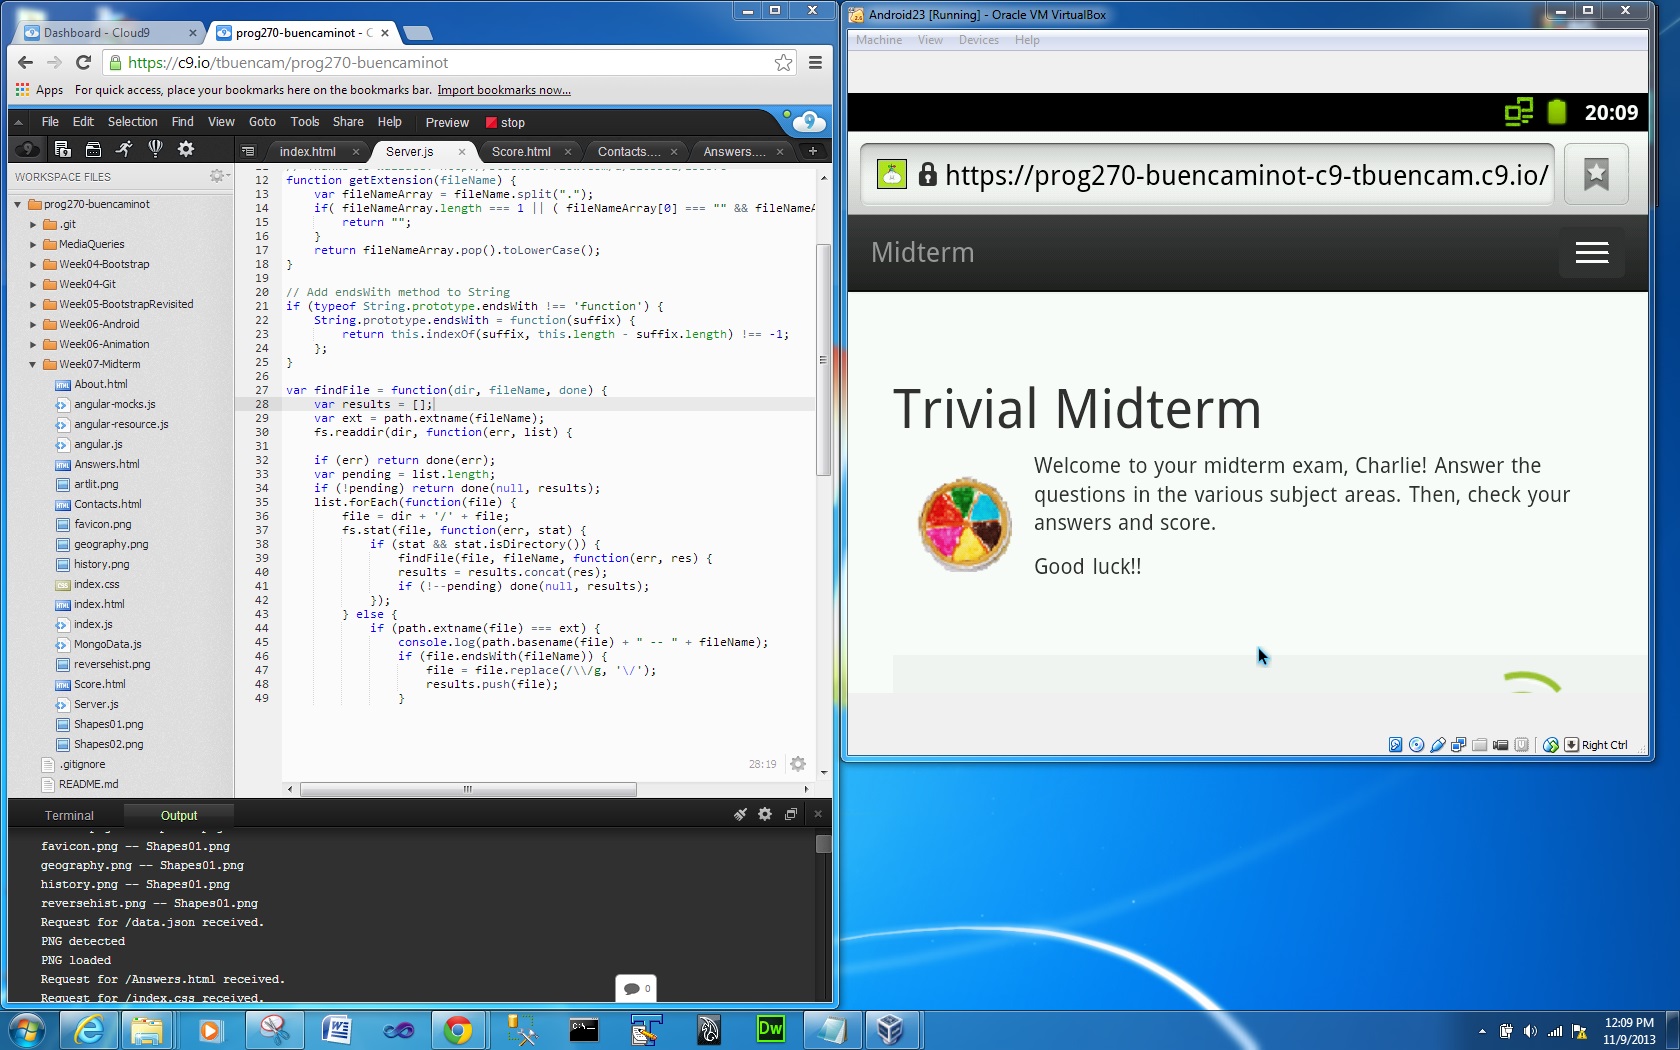 Dashboard - Cloud9
prog270-buencaminot - C
https://c9.io/tbuencam/prog270-buencaminot
Apps For quick access, place your bookmarks here on the bookmarks bar. Import bookmarks now...
File Edit Selection Find View Goto Tools Share Help Preview stop
index.html Server.js Score.html Contacts.... Answers....
WORKSPACE FILES
prog270-buencaminot
.git
MediaQueries
Week04-Bootstrap
Week04-Git
Week05-BootstrapRevisited
Week06-Android
Week06-Animation
Week07-Midterm
About.html
angular-mocks.js
angular-resource.js
angular.js
Answers.html
artlit.png
Contacts.html
favicon.png
geography.png
history.png
index.css
index.html
index.js
MongoData.js
reversehist.png
Score.html
Server.js
Shapes01.png
Shapes02.png
.gitignore
README.md
12 function getExtension(fileName) {
13 var fileNameArray = fileName.split(".");
14 if( fileNameArray.length === 1 || ( fileNameArray[0] === "" && fileNameA
15 return "";
16 }
17 return fileNameArray.pop().toLowerCase();
18 }
19
20 // Add endsWith method to String
21 if (typeof String.prototype.endsWith !== 'function') {
22 String.prototype.endsWith = function(suffix) {
23 return this.indexOf(suffix, this.length - suffix.length) !== -1;
24 };
25 }
26
27 var findFile = function(dir, fileName, done) {
28 var results = [];
29 var ext = path.extname(fileName);
30 fs.readdir(dir, function(err, list) {
31
32 if (err) return done(err);
33 var pending = list.length;
34 if (!pending) return done(null, results);
35 list.forEach(function(file) {
36 file = dir + '/' + file;
37 fs.stat(file, function(err, stat) {
38 if (stat && stat.isDirectory()) {
39 findFile(file, fileName, function(err, res) {
40 results = results.concat(res);
41 if (!--pending) done(null, results);
42 });
43 } else {
44 if (path.extname(file) === ext) {
45 console.log(path.basename(file) + " -- " + fileName);
46 if (file.endsWith(fileName)) {
47 file = file.replace(/\\/g, '\/');
48 results.push(file);
49 }
28:19
Terminal Output
favicon.png -- Shapes01.png
geography.png -- Shapes01.png
history.png -- Shapes01.png
reversehist.png -- Shapes01.png
Request for /data.json received.
PNG detected
PNG loaded
Request for /Answers.html received.
Request for /index.css received.
0
Android23 [Running] - Oracle VM VirtualBox
Machine View Devices Help
20:09
https://prog270-buencaminot-c9-tbuencam.c9.io/
Midterm
Trivial Midterm
Welcome to your midterm exam, Charlie! Answer the
questions in the various subject areas. Then, check your
answers and score.
Good luck!!
Right Ctrl
Dw
12:09 PM
11/9/2013